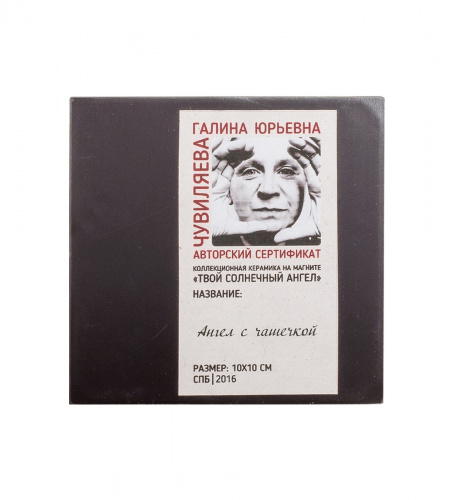 ЧУВИЛЯЕВА
ГАЛИНА ЮРЬЕВНА
АВТОРСКИЙ СЕРТИФИКАТ
КОЛЛЕКЦИОННАЯ КЕРАМИКА НА МАГНИТЕ
«ТВОЙ СОЛНЕЧНЫЙ АНГЕЛ»
НАЗВАНИЕ:
Ангел с чашечкой
РАЗМЕР: 10X10 СМ
СПБ|2016